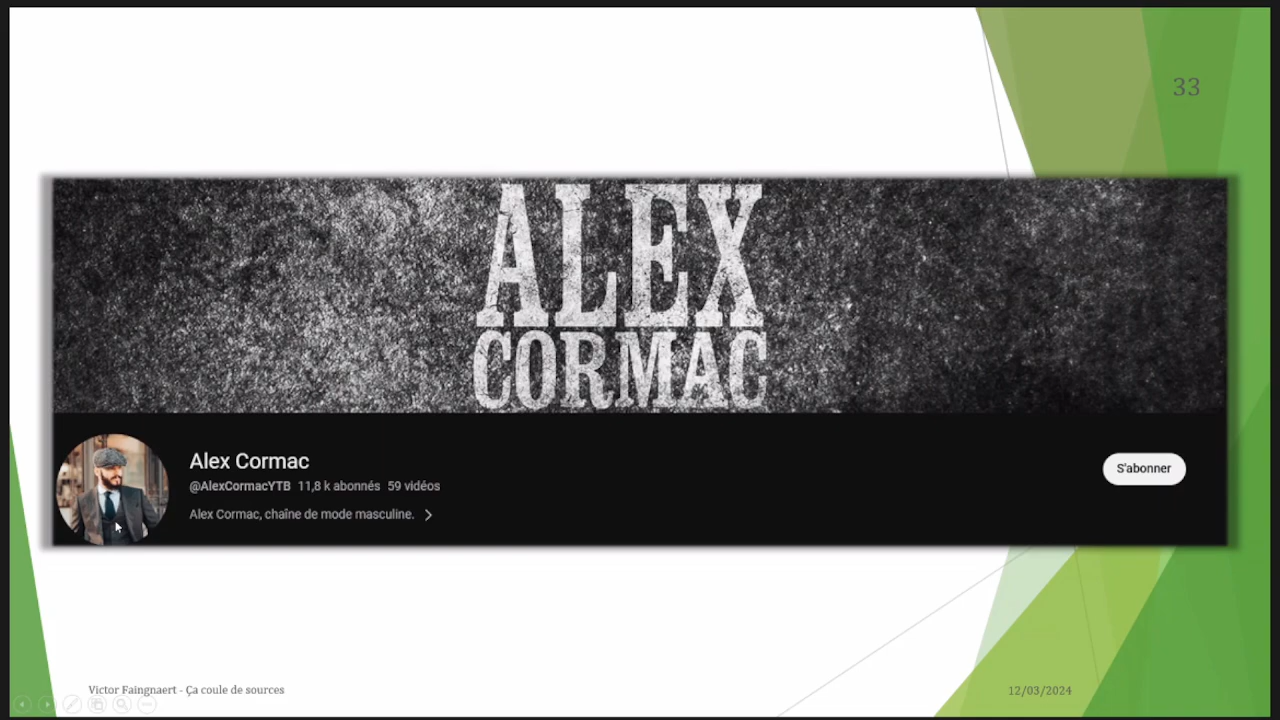 33
ALEX
CORMAC
Alex Cormac
@AlexCormacYTB 11,8 k abonnés 59 vidéos
S'abonner
Alex Cormac, chaîne de mode masculine.
Victor Faingnaert - Ça coule de sources
12/03/2024